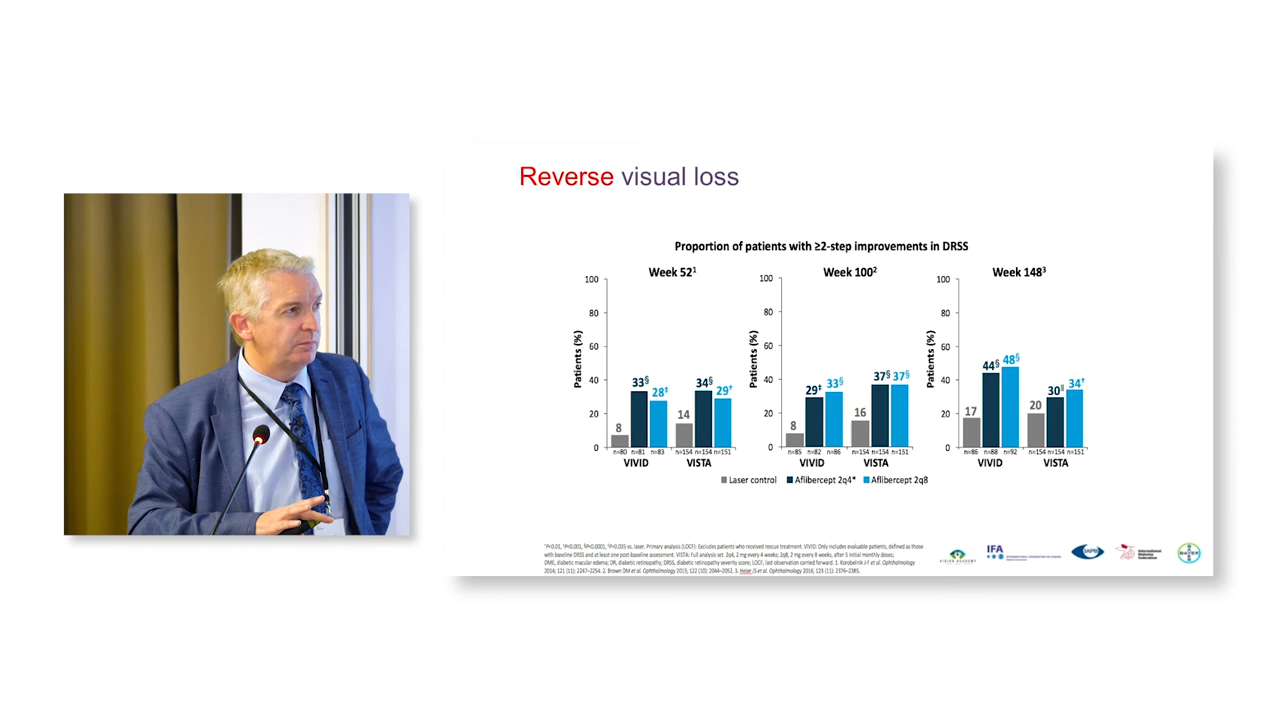 Reverse visual loss
Proportion of patients with ≥2-step improvements in DRSS
Week 52¹
Week 100²
Week 148³
Patients (%)
100
80
60
40
20
0
8
33§
28‡
14
34§
29†
n=80 n=81 n=83
n=154 n=154 n=151
VIVID
VISTA
Patients (%)
100
80
60
40
20
0
8
29‡
33§
16
37§
37§
n=85 n=82 n=86
n=154 n=154 n=151
VIVID
VISTA
Patients (%)
100
80
60
40
20
0
17
44§
48§
20
30‖
34†
n=86 n=88 n=92
n=154 n=154 n=151
VIVID
VISTA
Laser control
Aflibercept 2q4*
Aflibercept 2q8
vs. laser. Primary analysis (LOCF): Excludes patients who received rescue treatment. VIVID: Only includes evaluable patients, defined as those
with baseline DRSS and at least one post-baseline assessment. VISTA: Full analysis set. 2q4, 2 mg every 4 weeks; 2q8, 2 mg every 8 weeks, after 5 initial monthly doses;
DME, diabetic macular edema; DR, diabetic retinopathy; DRSS, diabetic retinopathy severity score; LOCF, last observation carried forward. 1. Korobelnik J-F et al. Ophthalmology
2014; 121 (11): 2247–2254. 2. Brown DM et al. Ophthalmology 2015; 122 (10): 2044–2052. 3. Heier JS et al. Ophthalmology 2016; 123 (11): 2376–2385.
VISION ACADEMY
IFA
IAPB
International
Diabetes
Federation
BAYER